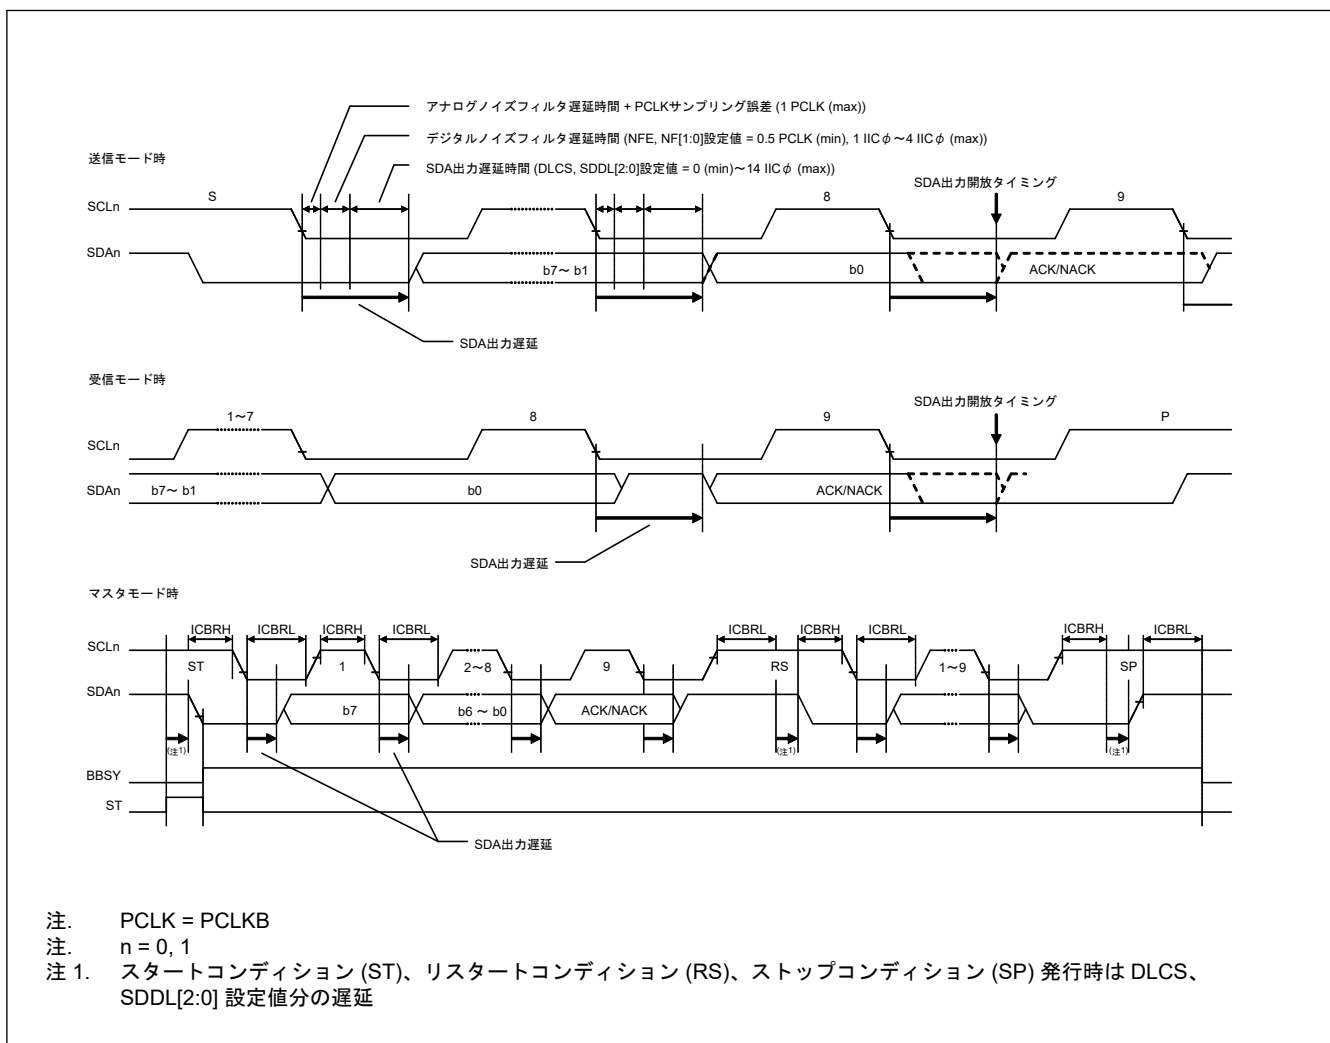 アナログノイズフィルタ遅延時間 + PCLKサンプリング誤差 (1 PCLK (max))
デジタルノイズフィルタ遅延時間 (NFE, NF[1:0]設定値 = 0.5 PCLK (min), 1 IICφ～4 IICφ (max))
送信モード時
SDA出力遅延時間 (DLCS, SDDL[2:0]設定値 = 0 (min)～14 IICφ (max))
SDA出力開放タイミング
SCLn S 8 9
SDAn b7～ b1 b0 ACK/NACK
SDA出力遅延
受信モード時
SDA出力開放タイミング
1～7 8 9 P
SCLn
SDAn b7～ b1 b0 ACK/NACK
SDA出力遅延
マスタモード時
ICBRH ICBRL ICBRH ICBRL ICBRL ICBRH ICBRL ICBRH ICBRL
SCLn ST 1 2～8 9 RS 1～9 SP
SDAn b7 b6 ～ b0 ACK/NACK
(注1) (注1) (注1)
BBSY
ST
SDA出力遅延
注. PCLK = PCLKB
注. n = 0, 1
注 1. スタートコンディション (ST)、リスタートコンディション (RS)、ストップコンディション (SP) 発行時は DLCS、
SDDL[2:0] 設定値分の遅延